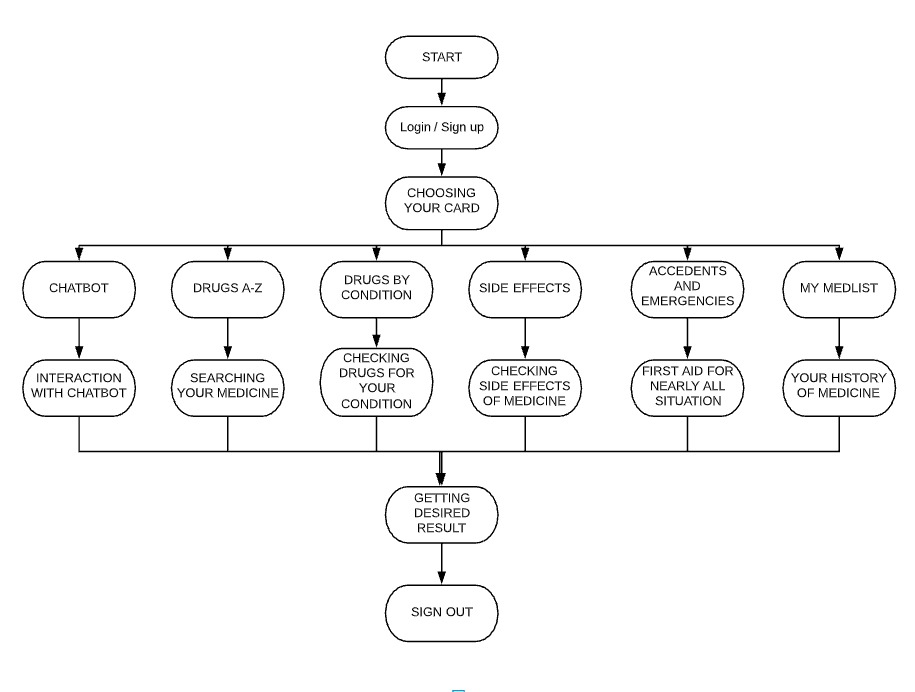 START
Login / Sign up
CHOOSING
YOUR CARD
CHATBOT
DRUGS A-Z
DRUGS BY
CONDITION
SIDE EFFECTS
ACCEDENTS
AND
EMERGENCIES
MY MEDLIST
INTERACTION
WITH CHATBOT
SEARCHING
YOUR MEDICINE
CHECKING
DRUGS FOR
YOUR
CONDITION
CHECKING
SIDE EFFECTS
OF MEDICINE
FIRST AID FOR
NEARLY ALL
SITUATION
YOUR HISTORY
OF MEDICINE
GETTING
DESIRED
RESULT
SIGN OUT